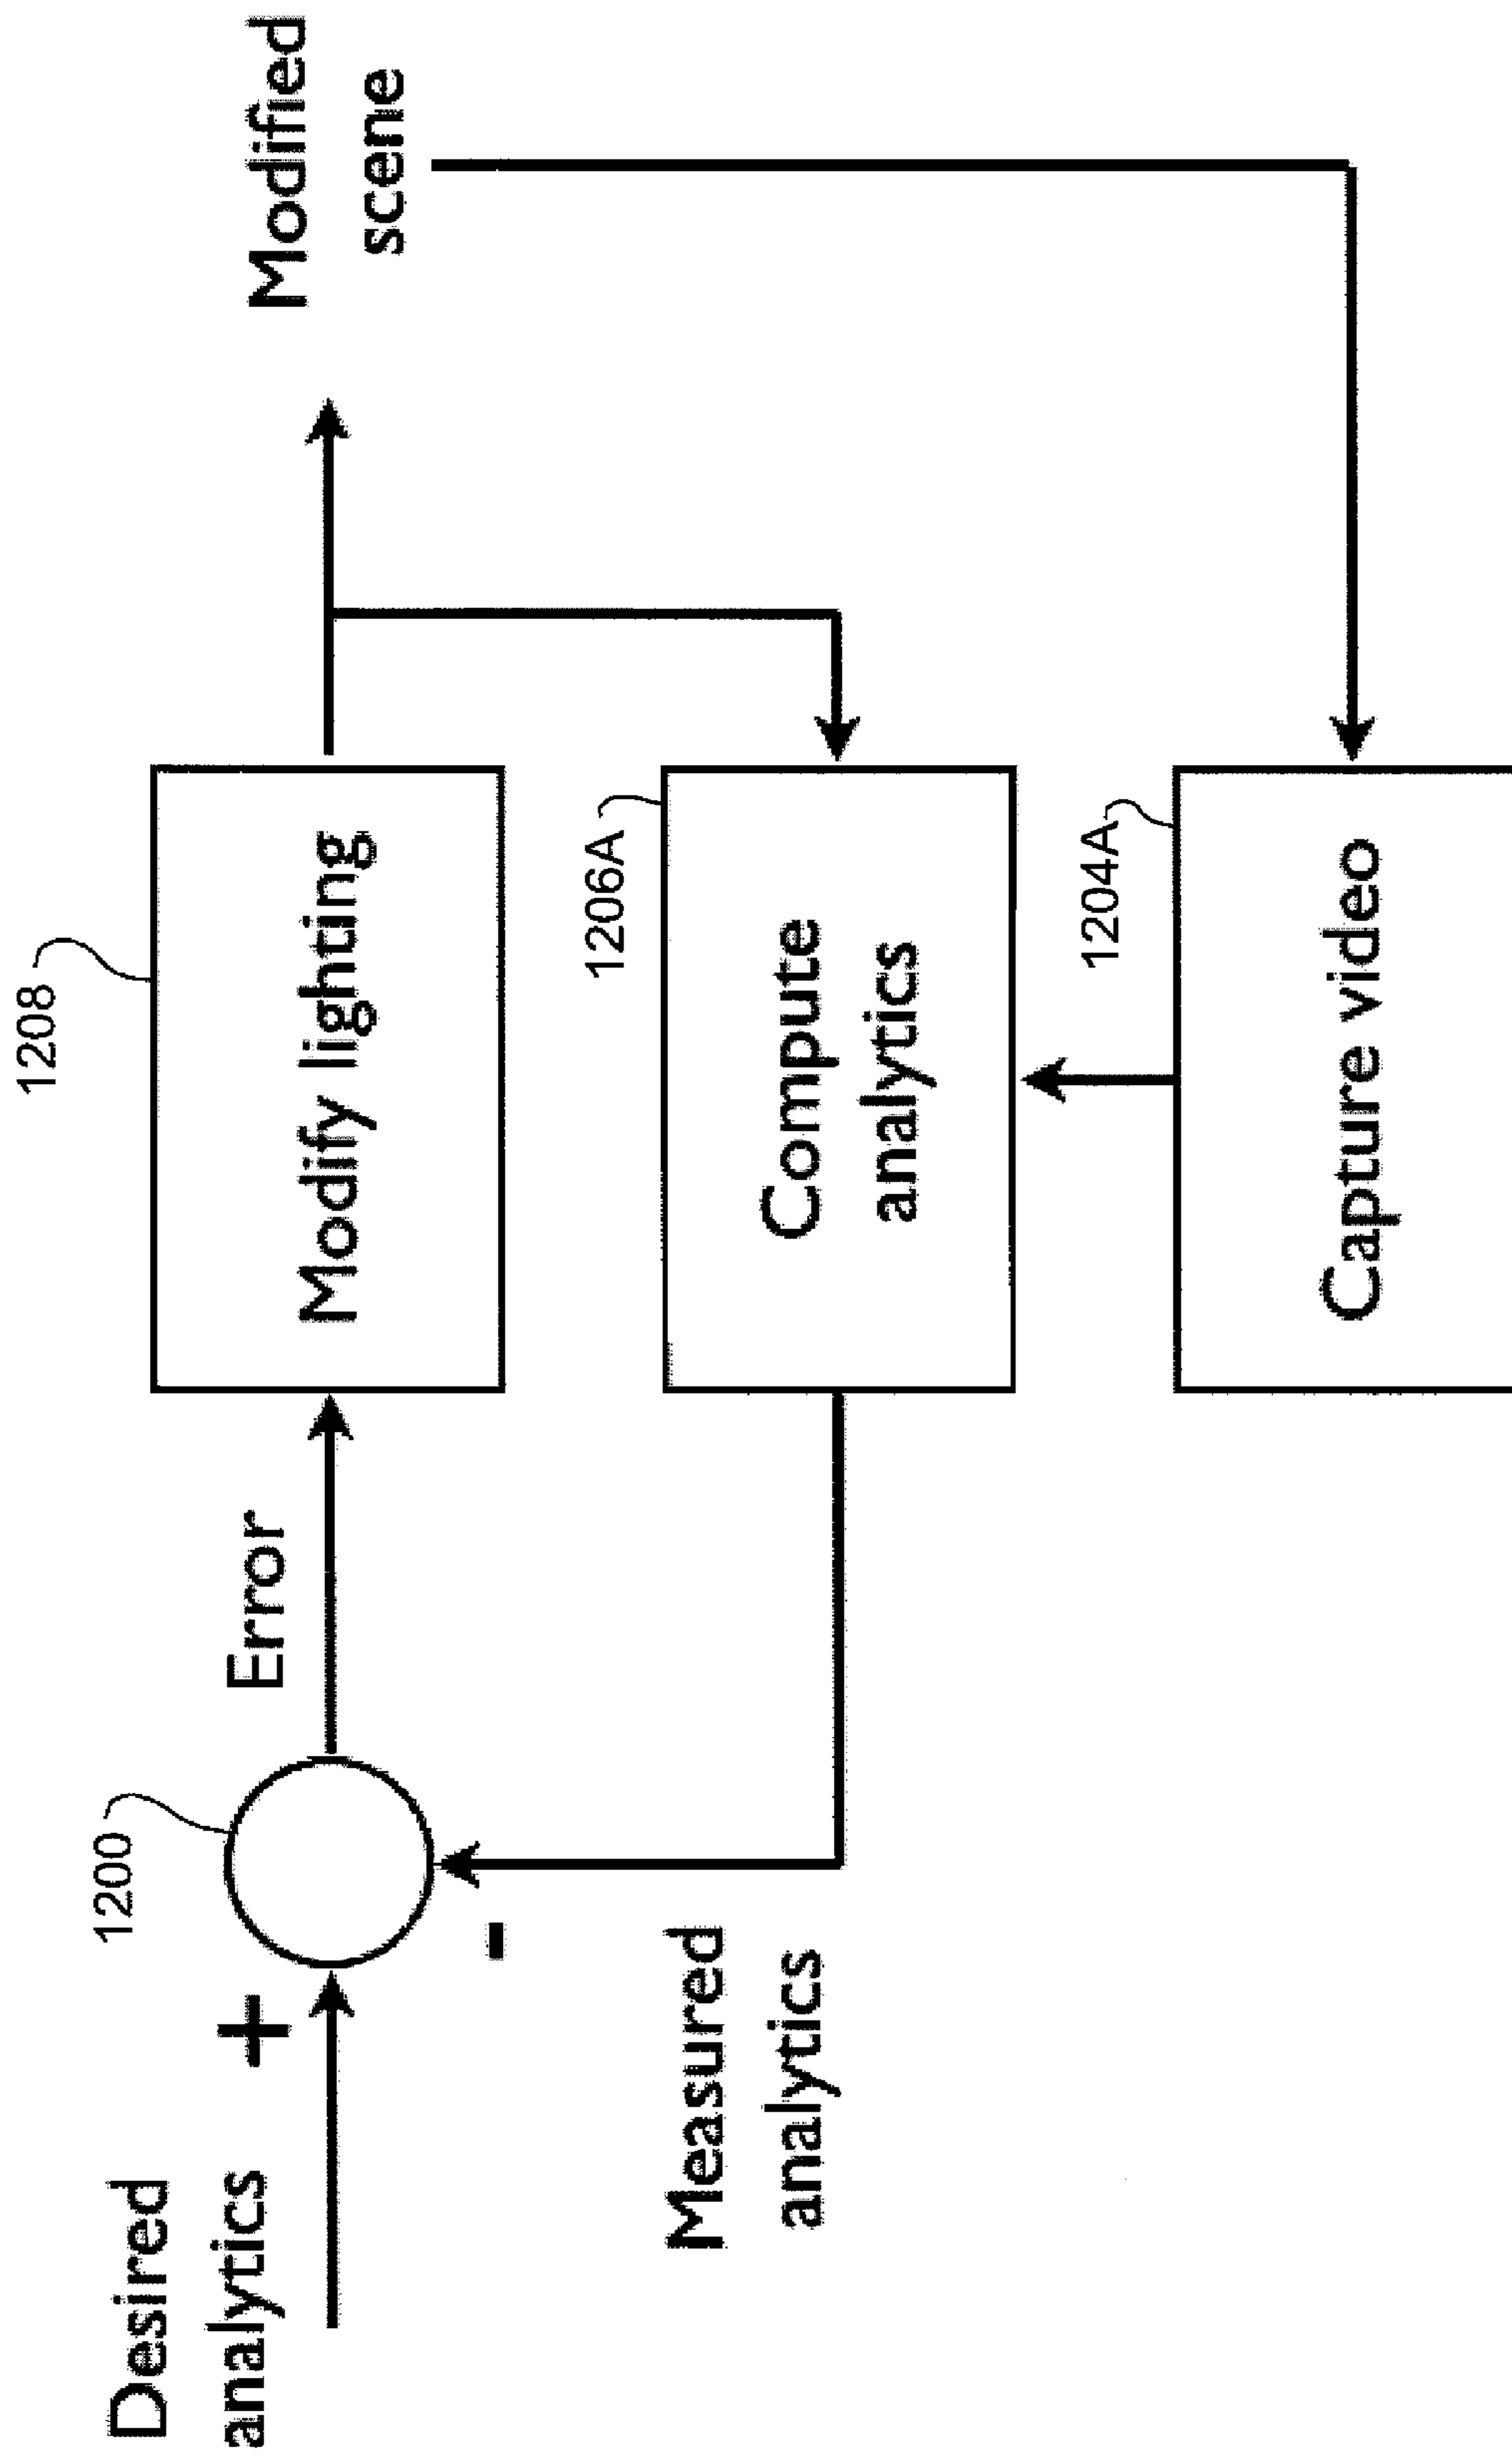 1208
Modified
scene
Modify lighting
Error
1200
Desired
analytics
+
-
Measured
analytics
1206A
Compute
analytics
1204A
Capture video